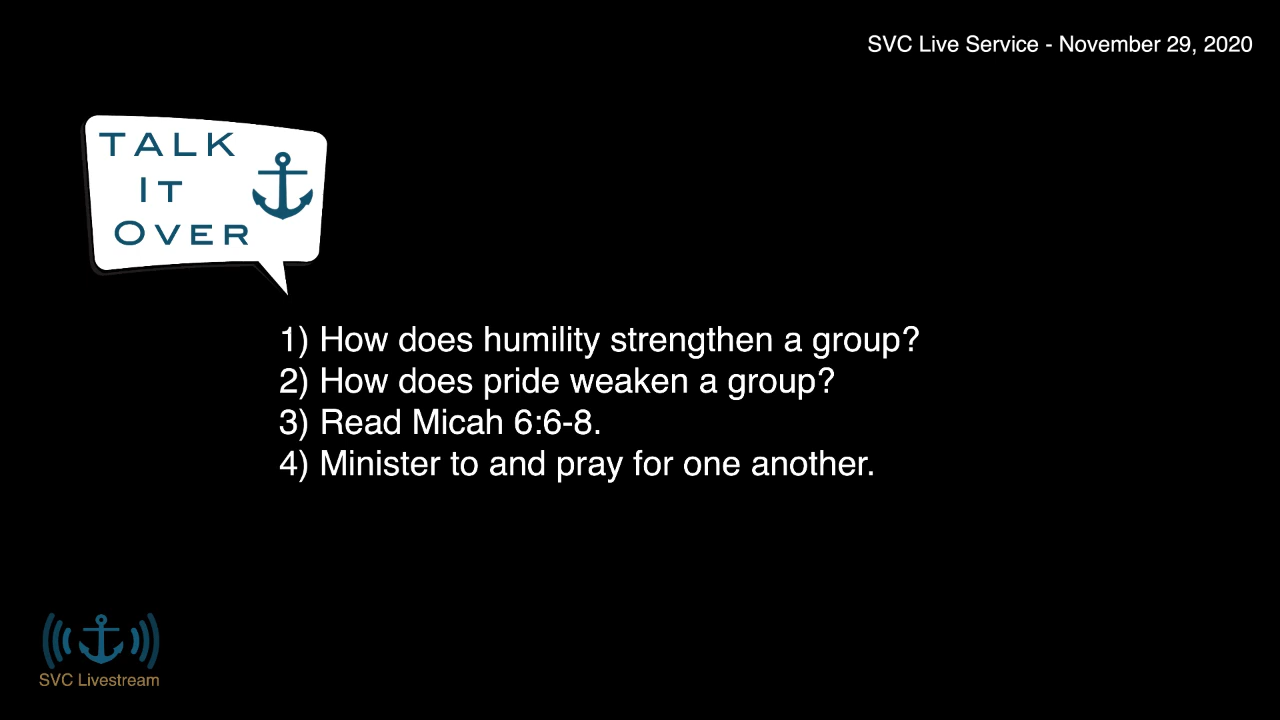 SVC Live Service - November 29, 2020
TALK
IT
OVER
1) How does humility strengthen a group?
2) How does pride weaken a group?
3) Read Micah 6:6-8.
4) Minister to and pray for one another.
SVC Livestream